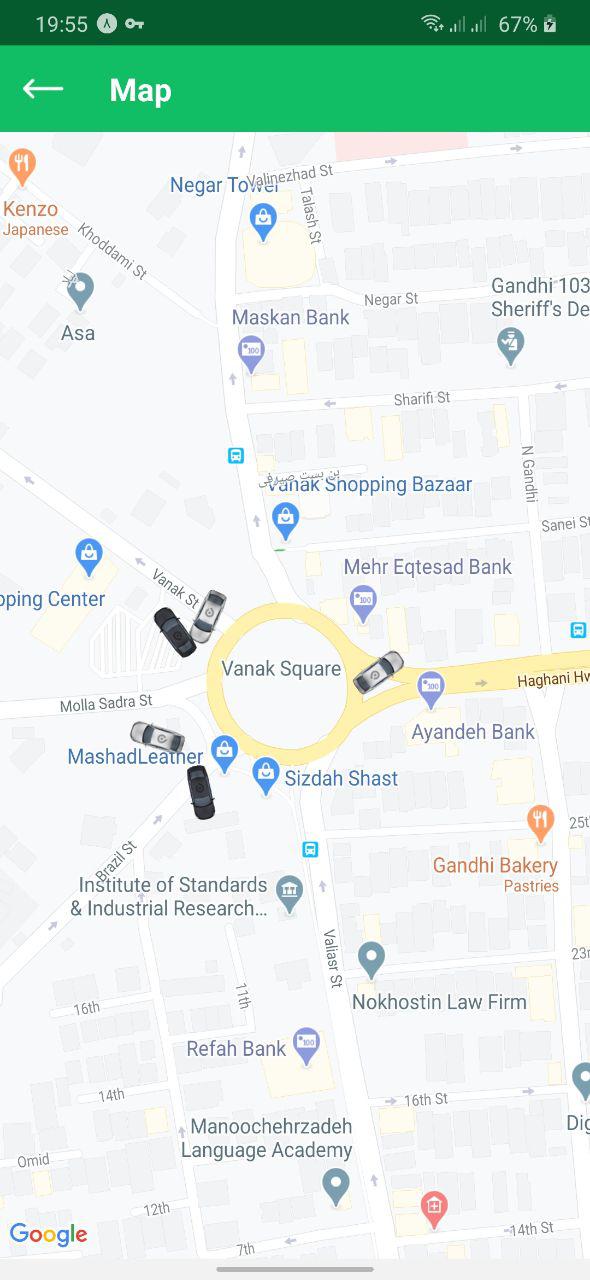 19:55
67%
Map
Valinezhad St
Negar Tower
Talash St
Kenzo
Japanese
Khoddami St
Asa
Negar St
Gandhi 103
Sheriff's De
Maskan Bank
Sharifi St
N Gandhi
بن بست صیرفی
Vanak Shopping Bazaar
Sanei St
Mehr Eqtesad Bank
Vanak St
pping Center
Vanak Square
Haghani Hw
Molla Sadra St
Ayandeh Bank
MashadLeather
Sizdah Shast
25t
Brazil St
Gandhi Bakery
Pastries
Institute of Standards
& Industrial Research...
Valiasr St
23r
11th
16th
Nokhostin Law Firm
Refah Bank
14th
16th St
Manoochehrzadeh
Language Academy
Dig
Omid
12th
14th St
Google
7th